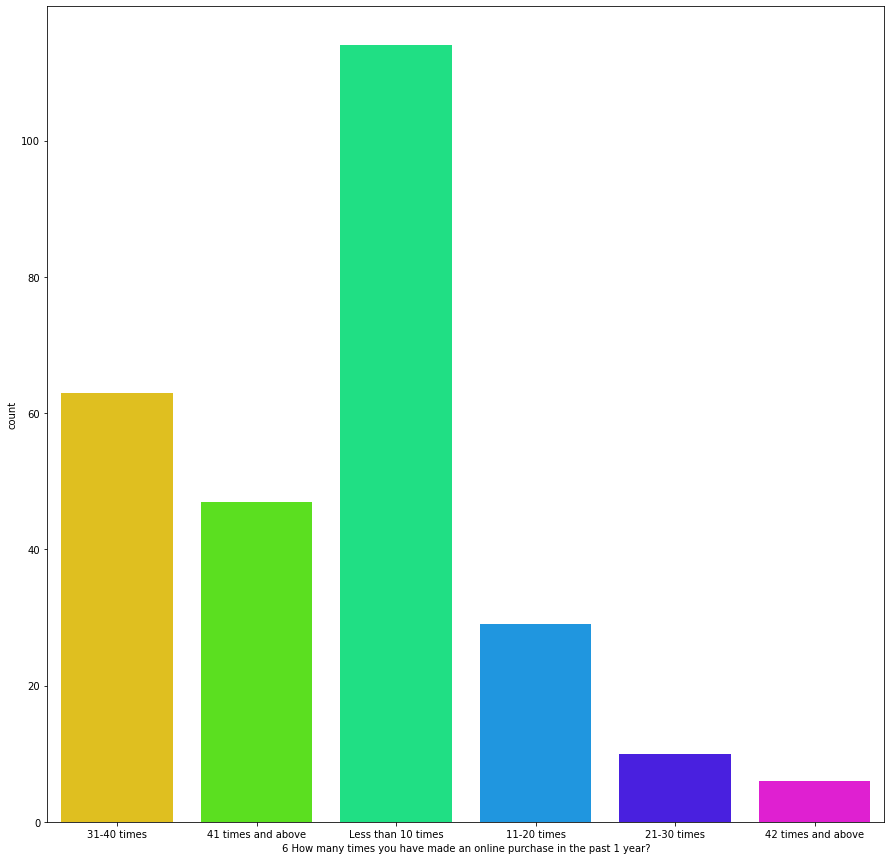 100
80
60
40
20
0
count
31-40 times
41 times and above
Less than 10 times
11-20 times
21-30 times
42 times and above
6 How many times you have made an online purchase in the past 1 year?